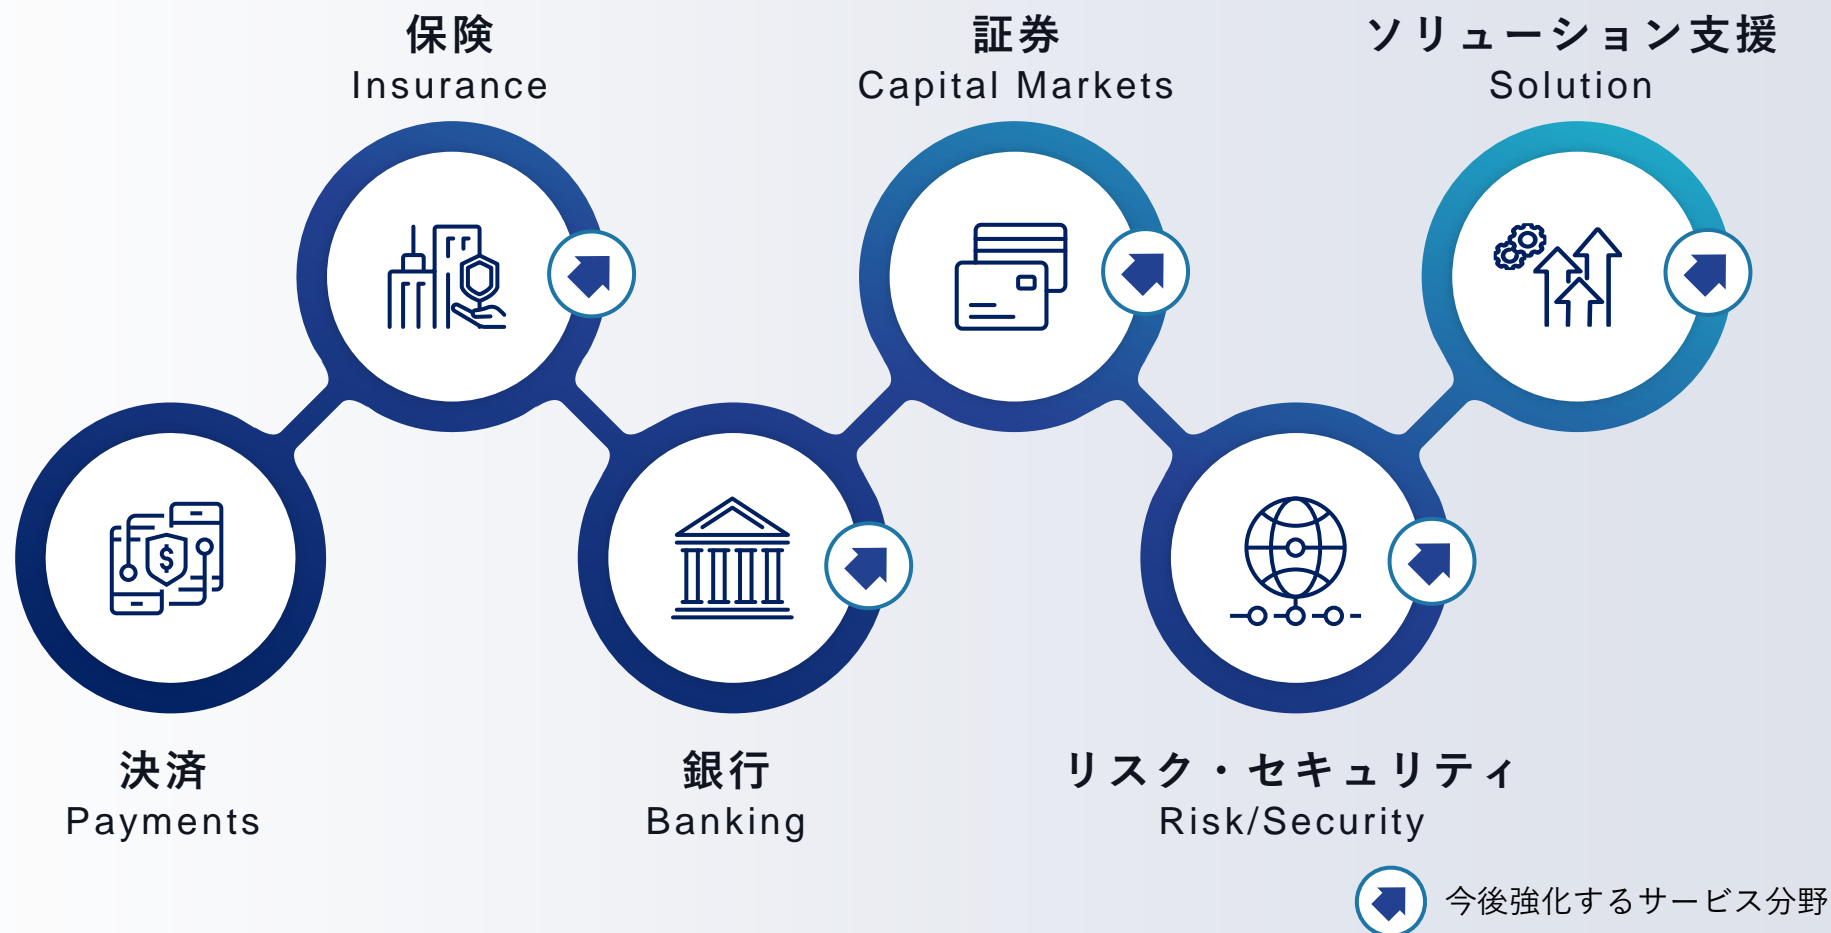 保険
Insurance
証券
Capital Markets
ソリューション支援
Solution
$
決済
Payments
銀行
Banking
リスク・セキュリティ
Risk/Security
今後強化するサービス分野